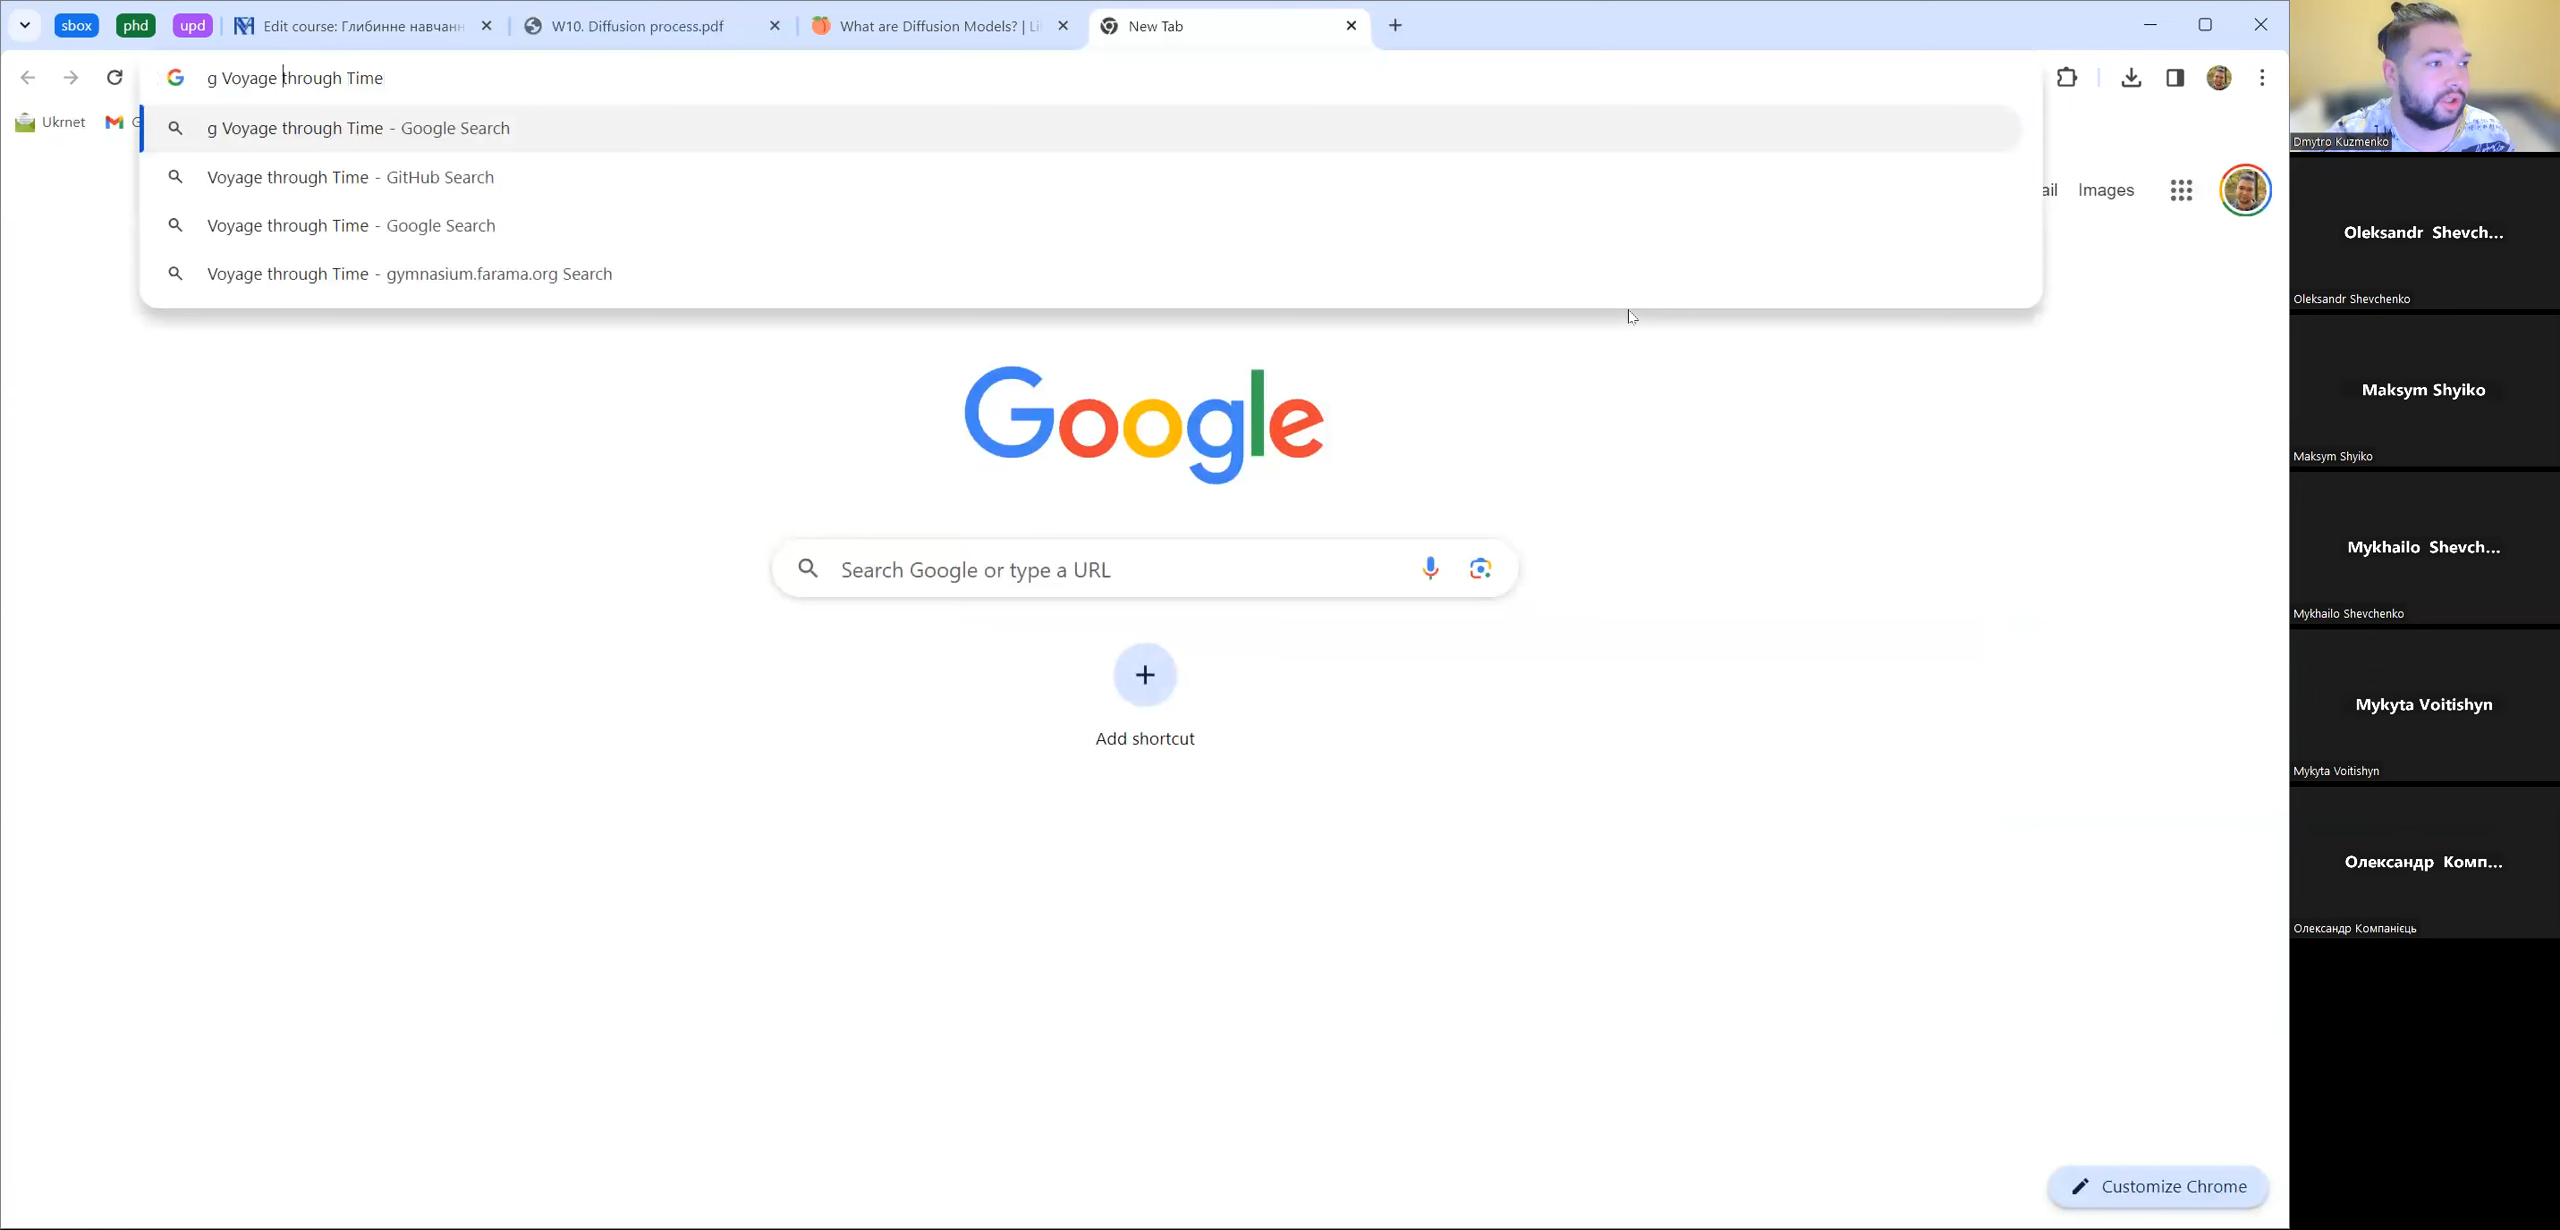 sbox
phd
upd
Edit course: Глибинне навчанн
W10. Diffusion process.pdf
What are Diffusion Models? | Li
New Tab
g Voyage through Time
Ukrnet
G
g Voyage through Time - Google Search
Voyage through Time - GitHub Search
Voyage through Time - Google Search
Voyage through Time - gymnasium.farama.org Search
ail
Images
Google
Search Google or type a URL
Add shortcut
Customize Chrome
Dmytro Kuzmenko
Oleksandr Shevch...
Oleksandr Shevchenko
Maksym Shyiko
Maksym Shyiko
Mykhailo Shevch...
Mykhailo Shevchenko
Mykyta Voitishyn
Mykyta Voitishyn
Олександр Комп...
Олександр Компанієць